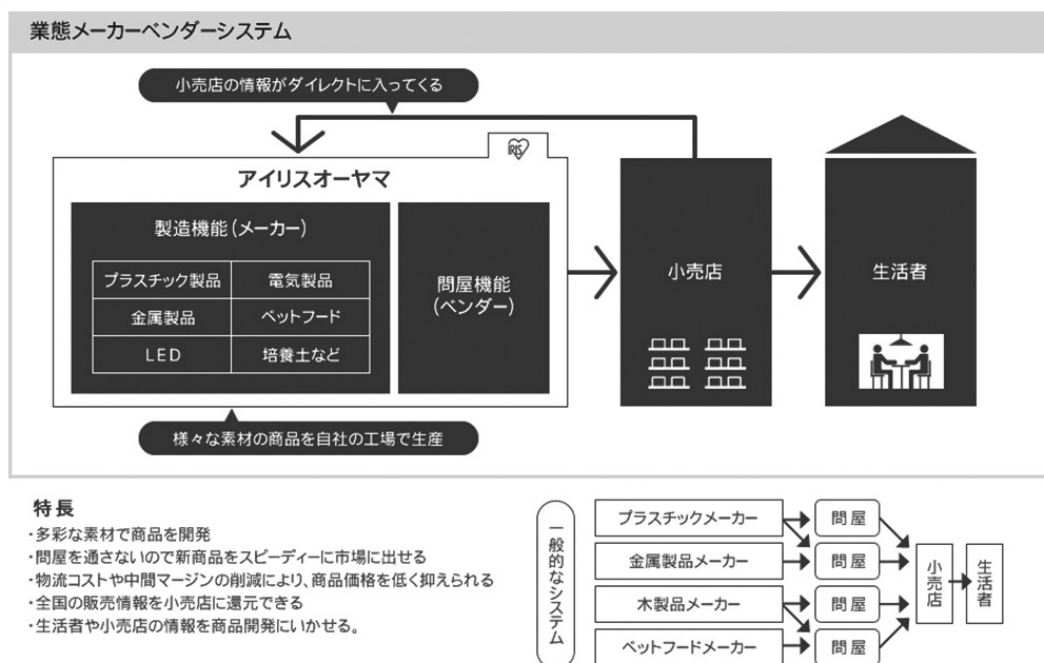 業態メーカーベンダーシステム
小売店の情報がダイレクトに入ってくる
IRIS
アイリスオーヤマ
製造機能(メーカー)
プラスチック製品
電気製品
金属製品
ペットフード
LED
培養土など
問屋機能
(ベンダー)
小売店
生活者
様々な素材の商品を自社の工場で生産
特長
・多彩な素材で商品を開発
・問屋を通さないので新商品をスピーディーに市場に出せる
・物流コストや中間マージンの削減により、商品価格を低く抑えられる
・全国の販売情報を小売店に還元できる
・生活者や小売店の情報を商品開発にいかせる。
一般的なシステム
プラスチックメーカー
問屋
金属製品メーカー
問屋
木製品メーカー
問屋
ペットフードメーカー
問屋
小売店
生活者